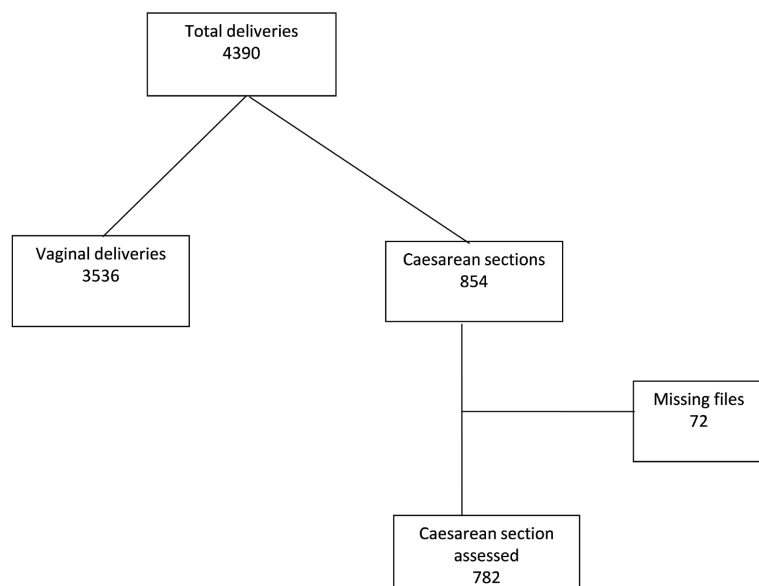 Total deliveries
4390
Vaginal deliveries
3536
Caesarean sections
854
Missing files
72
Caesarean section
assessed
782